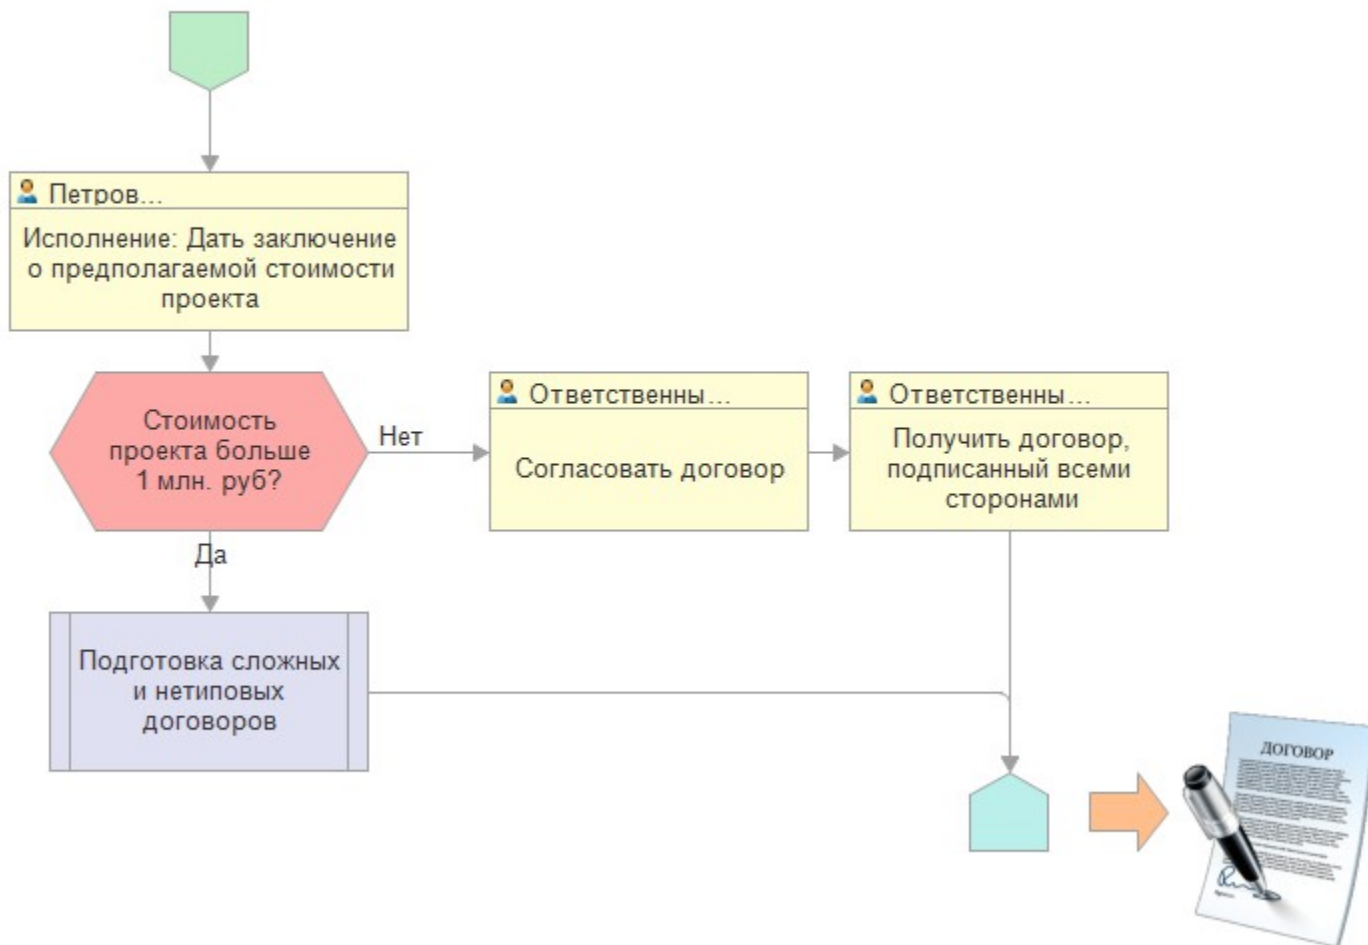 Петров...
Исполнение: Дать заключение
о предполагаемой стоимости
проекта
Стоимость
проекта больше
1 млн. руб?
Нет
Ответственны...
Согласовать договор
Ответственны...
Получить договор,
подписанный всеми
сторонами
Да
Подготовка сложных
и нетиповых
договоров
ДОГОВОР